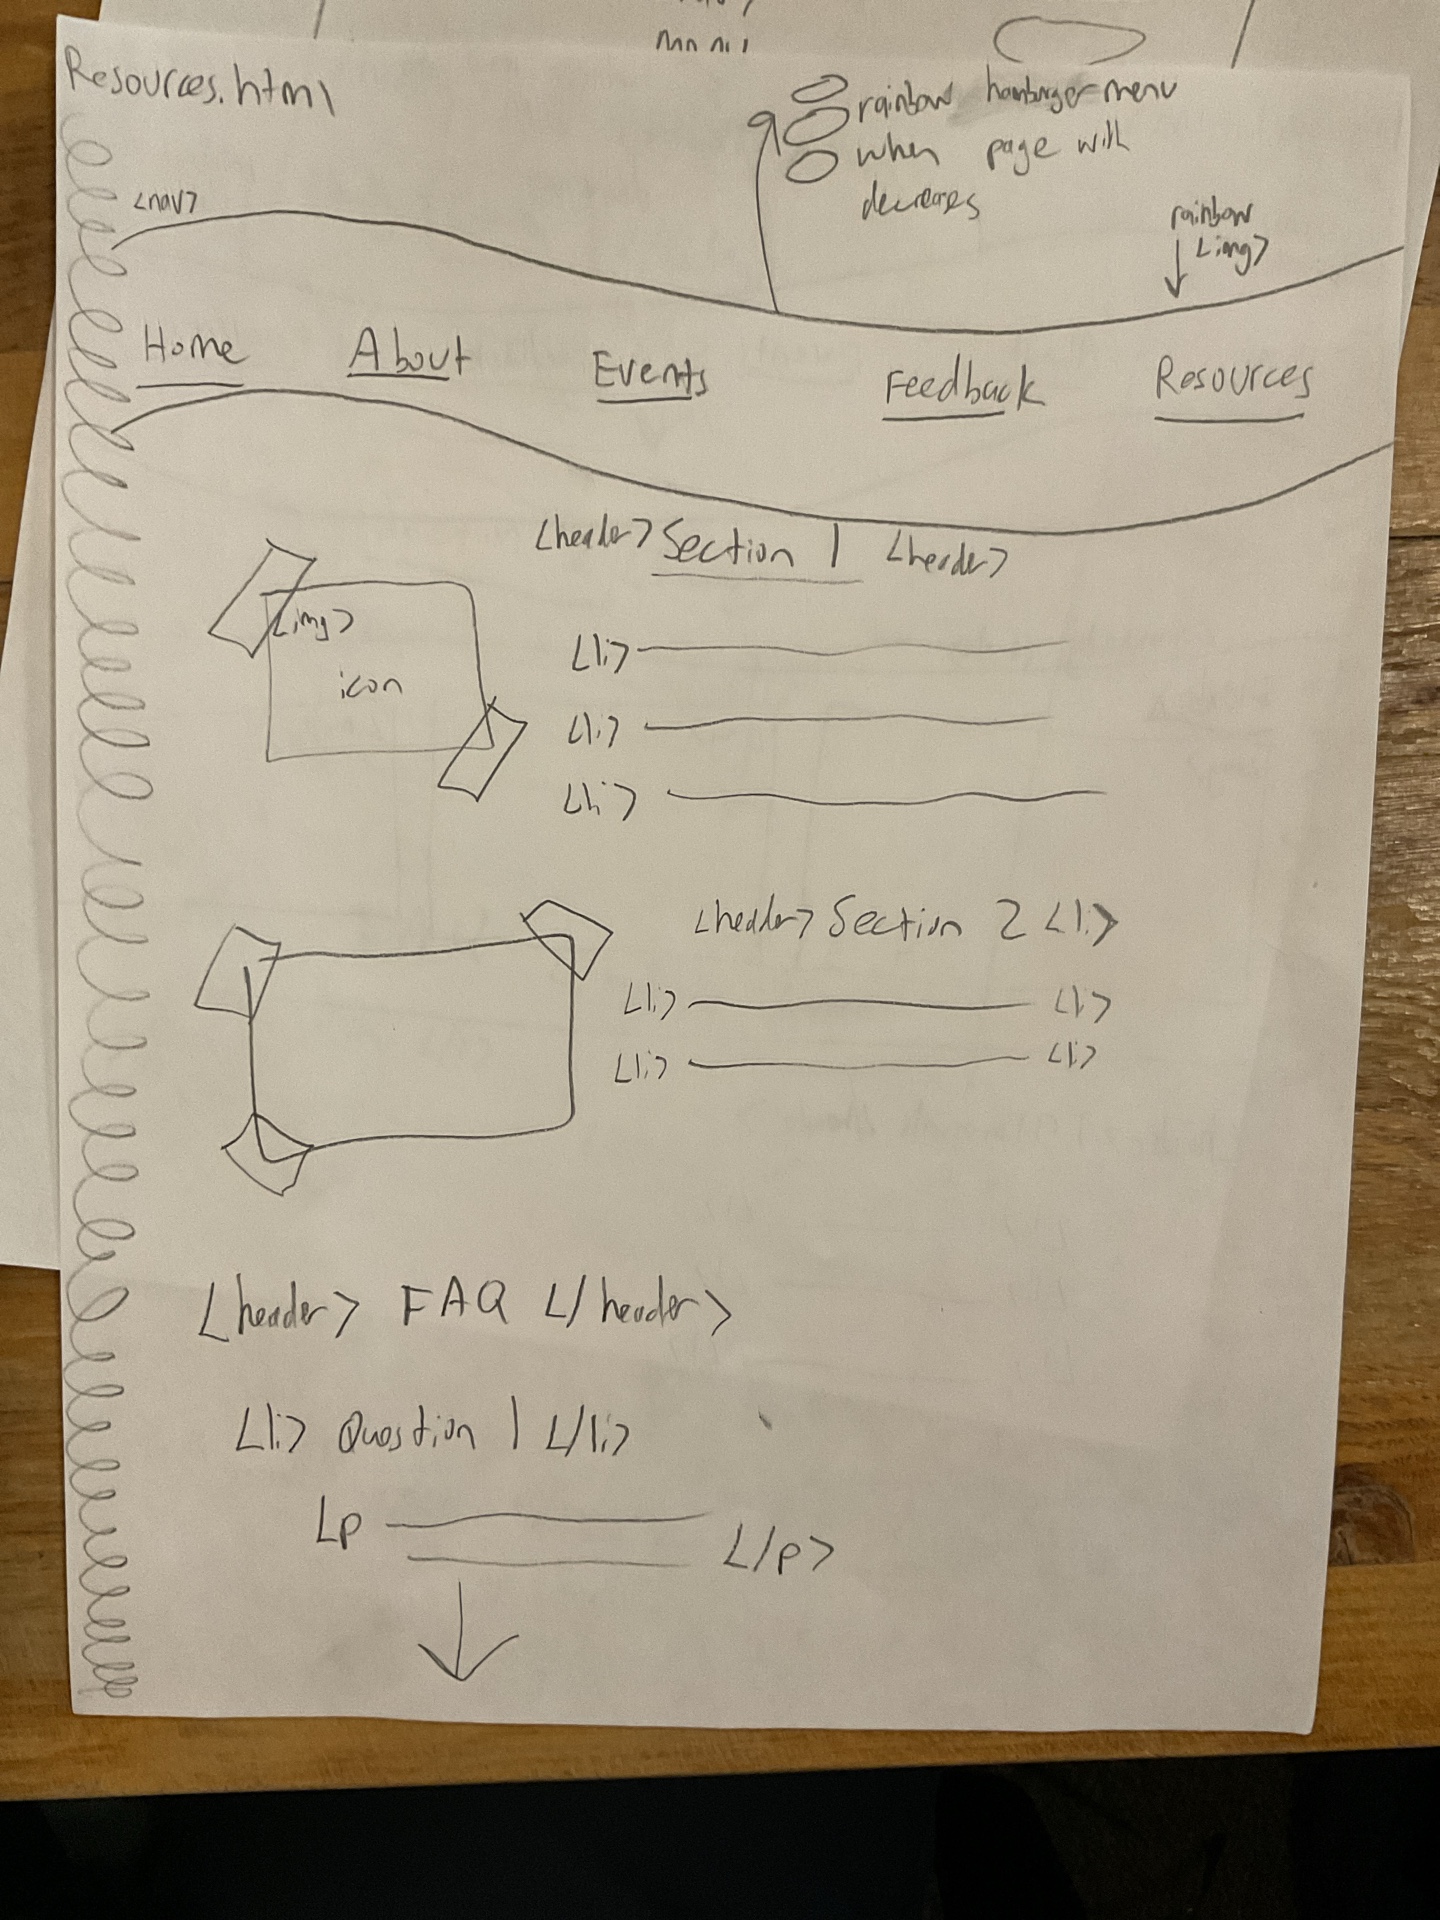 Resources.html
rainbow hamburger menu
when page with
decreases
<nav>
rainbow
<img>
Home About Events Feedback Resources
<header> Section 1 <header>
<img>
icon
<li>
<li>
<li>
<header> Section 2 <li>
<li> <li>
<li> <li>
<header> FAQ </header>
<li> Question 1 </li>
<p </p>